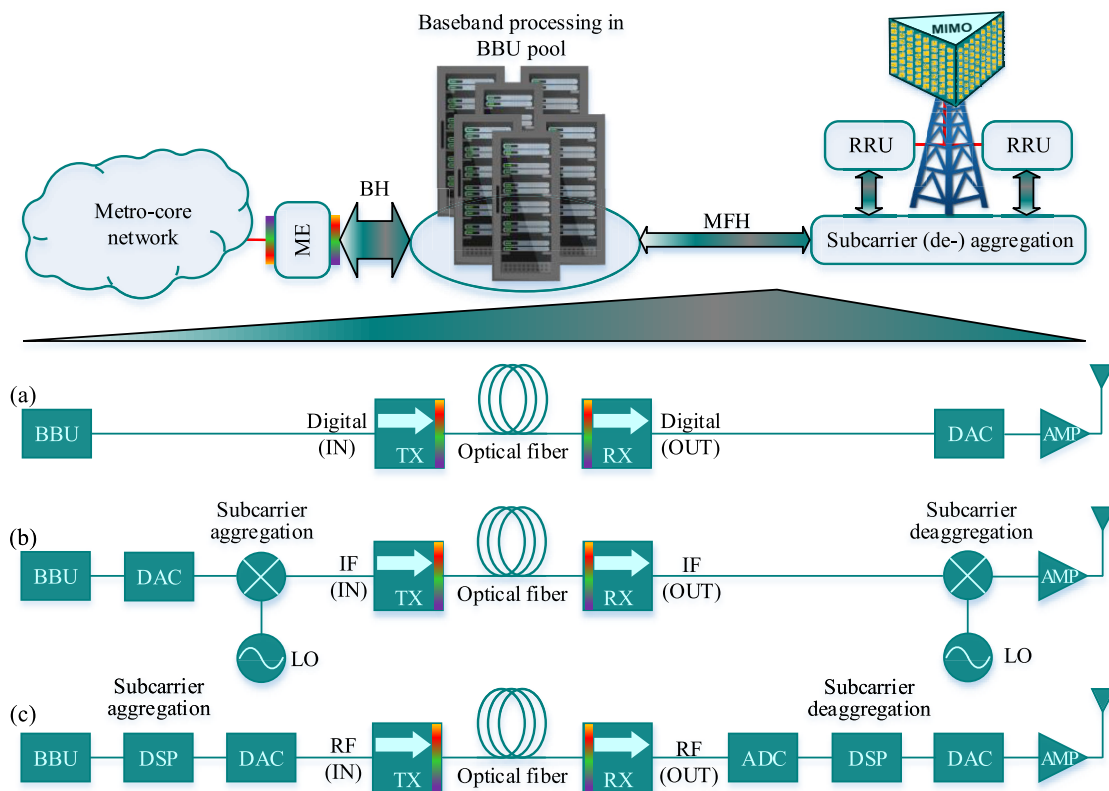 Baseband processing in
BBU pool
MIMO
RRU
RRU
Metro-core
network
ME
BH
MFH
Subcarrier (de-) aggregation
(a)
BBU
Digital
(IN)
TX
Optical fiber
RX
Digital
(OUT)
DAC
AMP
(b)
Subcarrier
aggregation
Subcarrier
deaggregation
BBU
DAC
IF
(IN)
TX
Optical fiber
RX
IF
(OUT)
AMP
LO
LO
(c)
Subcarrier
aggregation
Subcarrier
deaggregation
BBU
DSP
DAC
RF
(IN)
TX
Optical fiber
RX
RF
(OUT)
ADC
DSP
DAC
AMP